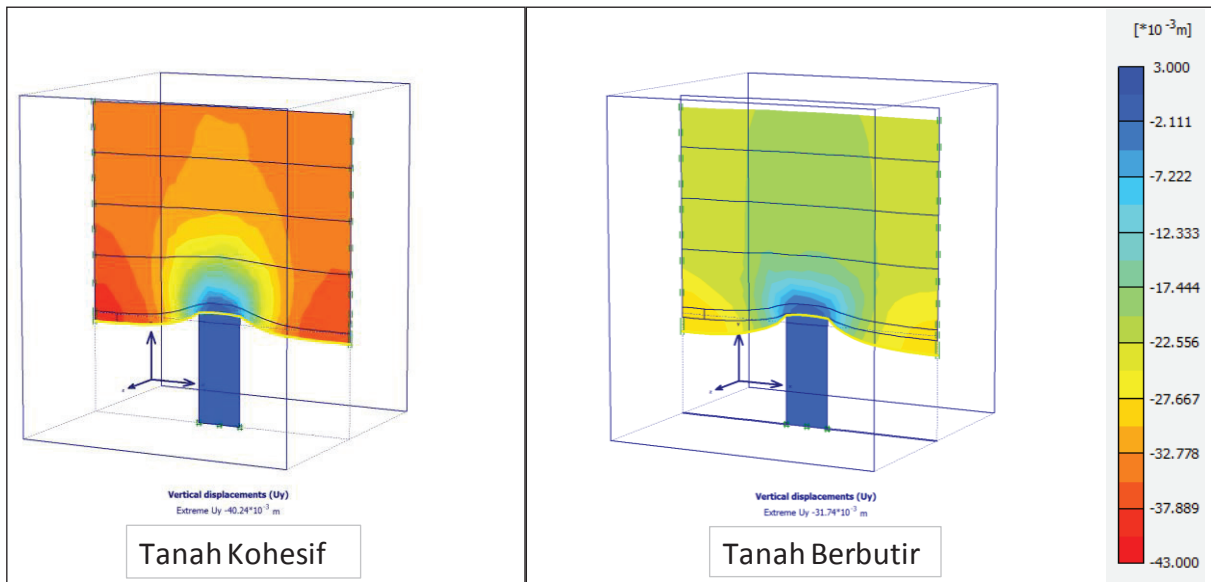 Vertical displacements (Uy)
Extreme Uy -40.24*10⁻³ m
Tanah Kohesif
Vertical displacements (Uy)
Extreme Uy -31.74*10⁻³ m
Tanah Berbutir
[*10⁻³m]
3.000
-2.111
-7.222
-12.333
-17.444
-22.556
-27.667
-32.778
-37.889
-43.000